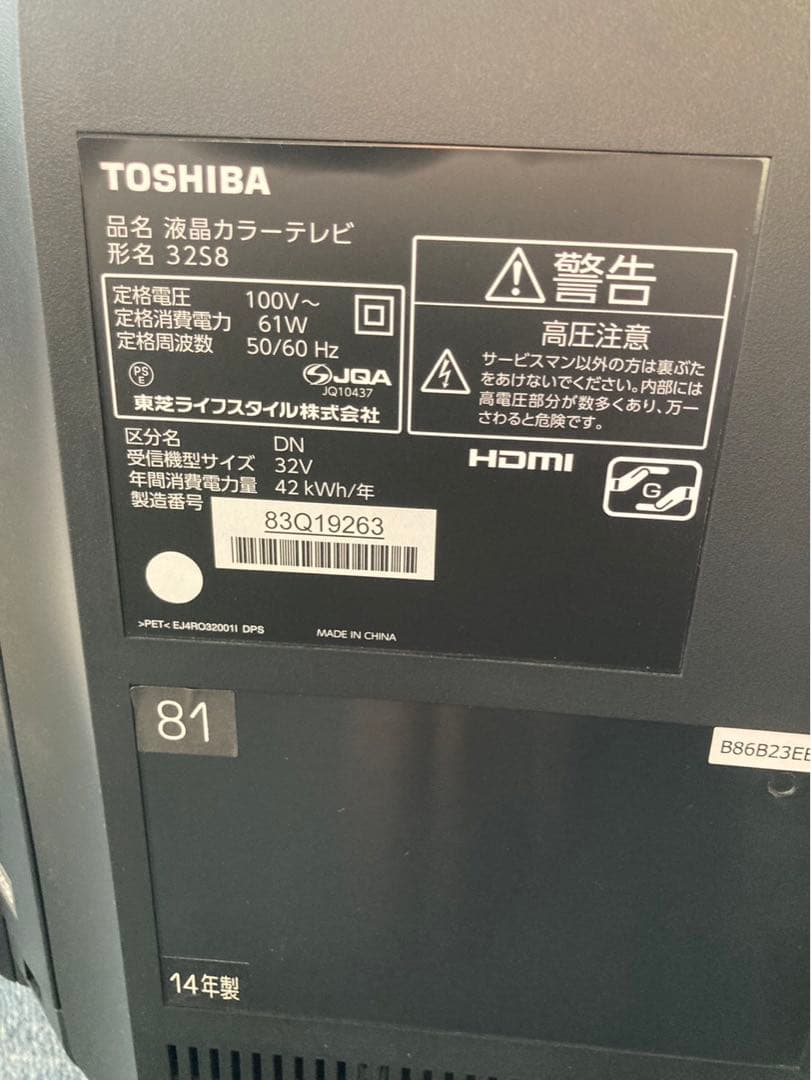 TOSHIBA
品名 液晶カラーテレビ
形名 32S8
定格電圧 100V～
定格消費電力 61W
定格周波数 50/60 Hz
PS
E
JQA
JQ10437
東芝ライフスタイル株式会社
警告
高圧注意
サービスマン以外の方は裏ぶた
をあけないでください。内部には
高電圧部分が数多くあり、万一
さわると危険です。
区分名 DN
受信機型サイズ 32V
年間消費電力量 42 kWh/年
製造番号
83Q19263
HDMI
G
>PET< EJ4RO32001I DPS
MADE IN CHINA
81
B86B23EE
14年製